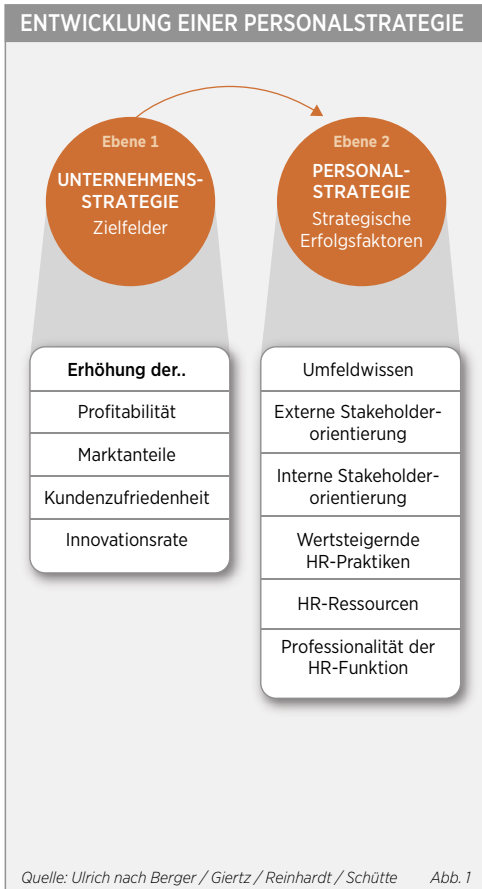 ENTWICKLUNG EINER PERSONALSTRATEGIE
Ebene 1
UNTERNEHMENS-
STRATEGIE
Zielfelder
Ebene 2
PERSONAL-
STRATEGIE
Strategische
Erfolgsfaktoren
Erhöhung der..
Profitabilität
Marktanteile
Kundenzufriedenheit
Innovationsrate
Umfeldwissen
Externe Stakeholder-
orientierung
Interne Stakeholder-
orientierung
Wertsteigernde
HR-Praktiken
HR-Ressourcen
Professionalität der
HR-Funktion
Quelle: Ulrich nach Berger / Giertz / Reinhardt / Schütte Abb. 1